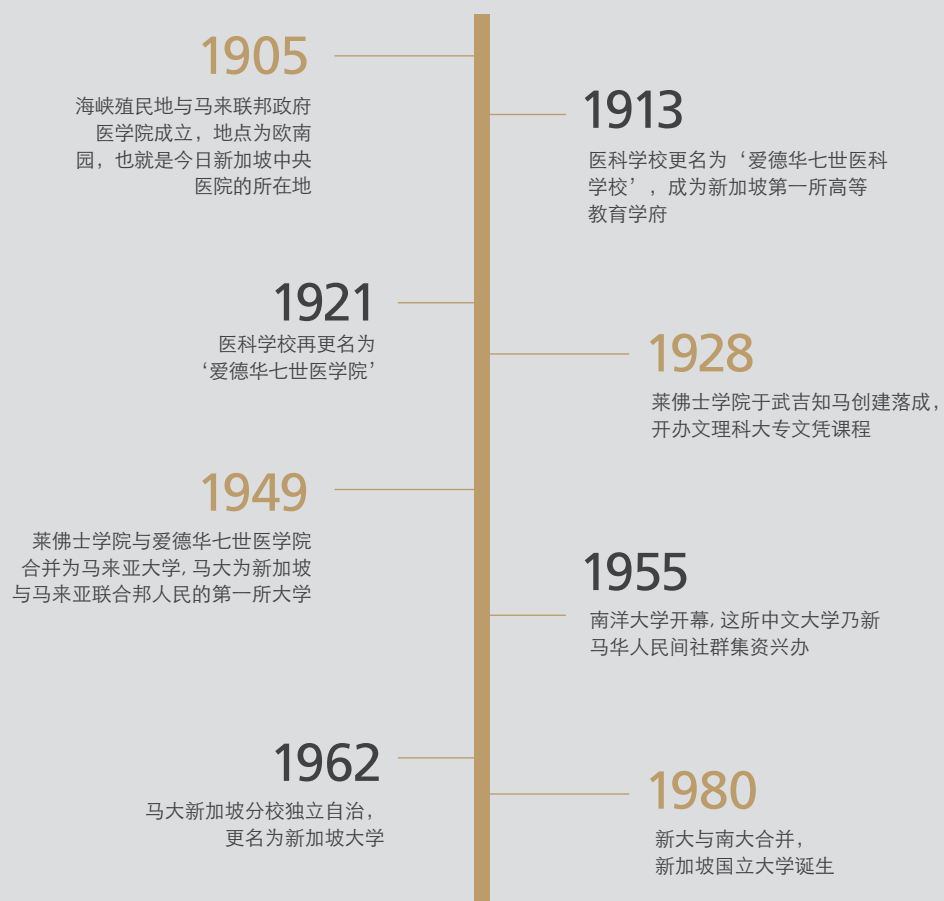 1905
海峡殖民地与马来联邦政府
医学院成立，地点为欧南
园，也就是今日新加坡中央
医院的所在地
1913
医科学校更名为‘爱德华七世医科
学校’，成为新加坡第一所高等
教育学府
1921
医科学校再更名为
‘爱德华七世医学院’
1928
莱佛士学院于武吉知马创建落成，
开办文理科大专文凭课程
1949
莱佛士学院与爱德华七世医学院
合并为马来亚大学, 马大为新加坡
与马来亚联合邦人民的第一所大学
1955
南洋大学开幕, 这所中文大学乃新
马华人民间社群集资兴办
1962
马大新加坡分校独立自治，
更名为新加坡大学
1980
新大与南大合并，
新加坡国立大学诞生